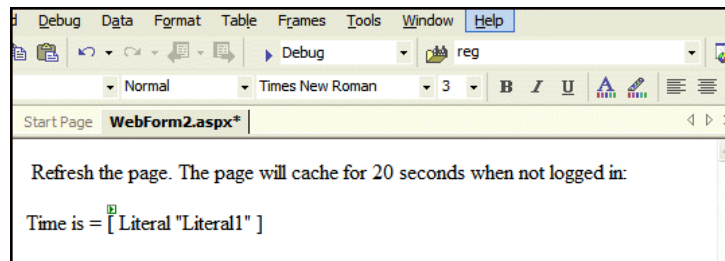 Debug Data Format Table Frames Tools Window Help
Debug reg
Normal Times New Roman 3 B I U A
Start Page WebForm2.aspx*
Refresh the page. The page will cache for 20 seconds when not logged in:
Time is = [ Literal "Literal1" ]